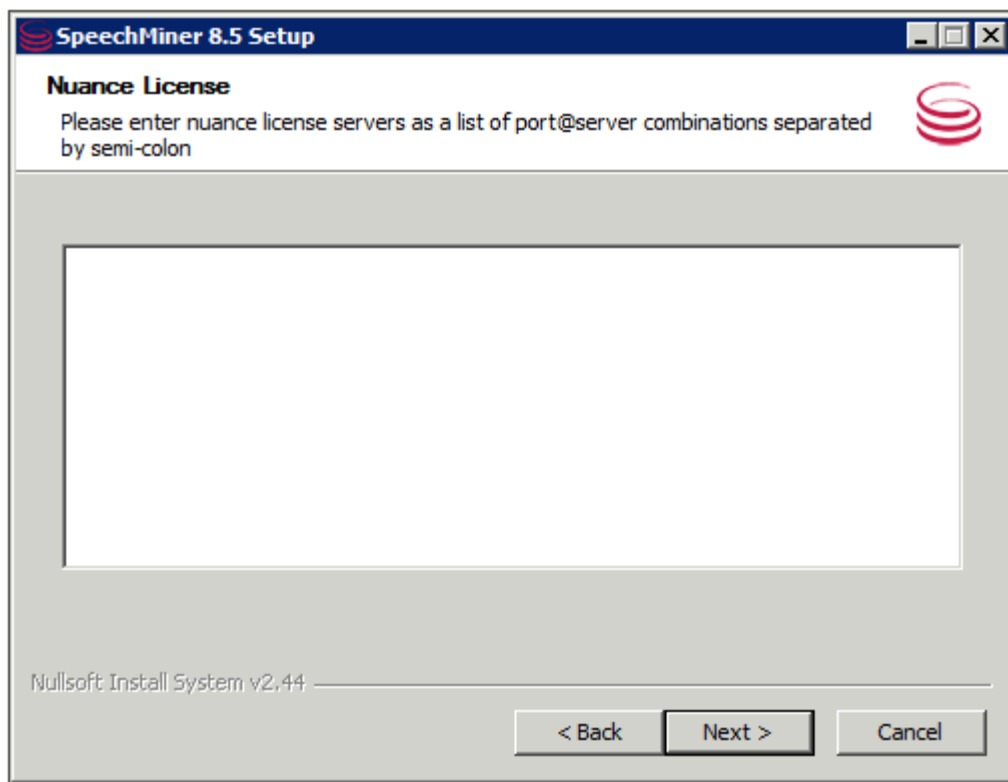 SpeechMiner 8.5 Setup
Nuance License
Please enter nuance license servers as a list of port@server combinations separated
by semi-colon
Nullsoft Install System v2.44
< Back
Next >
Cancel